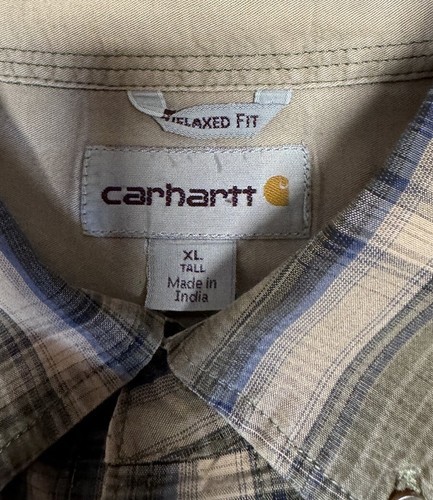 RELAXED FIT
carhartt
XL
TALL
Made in
India